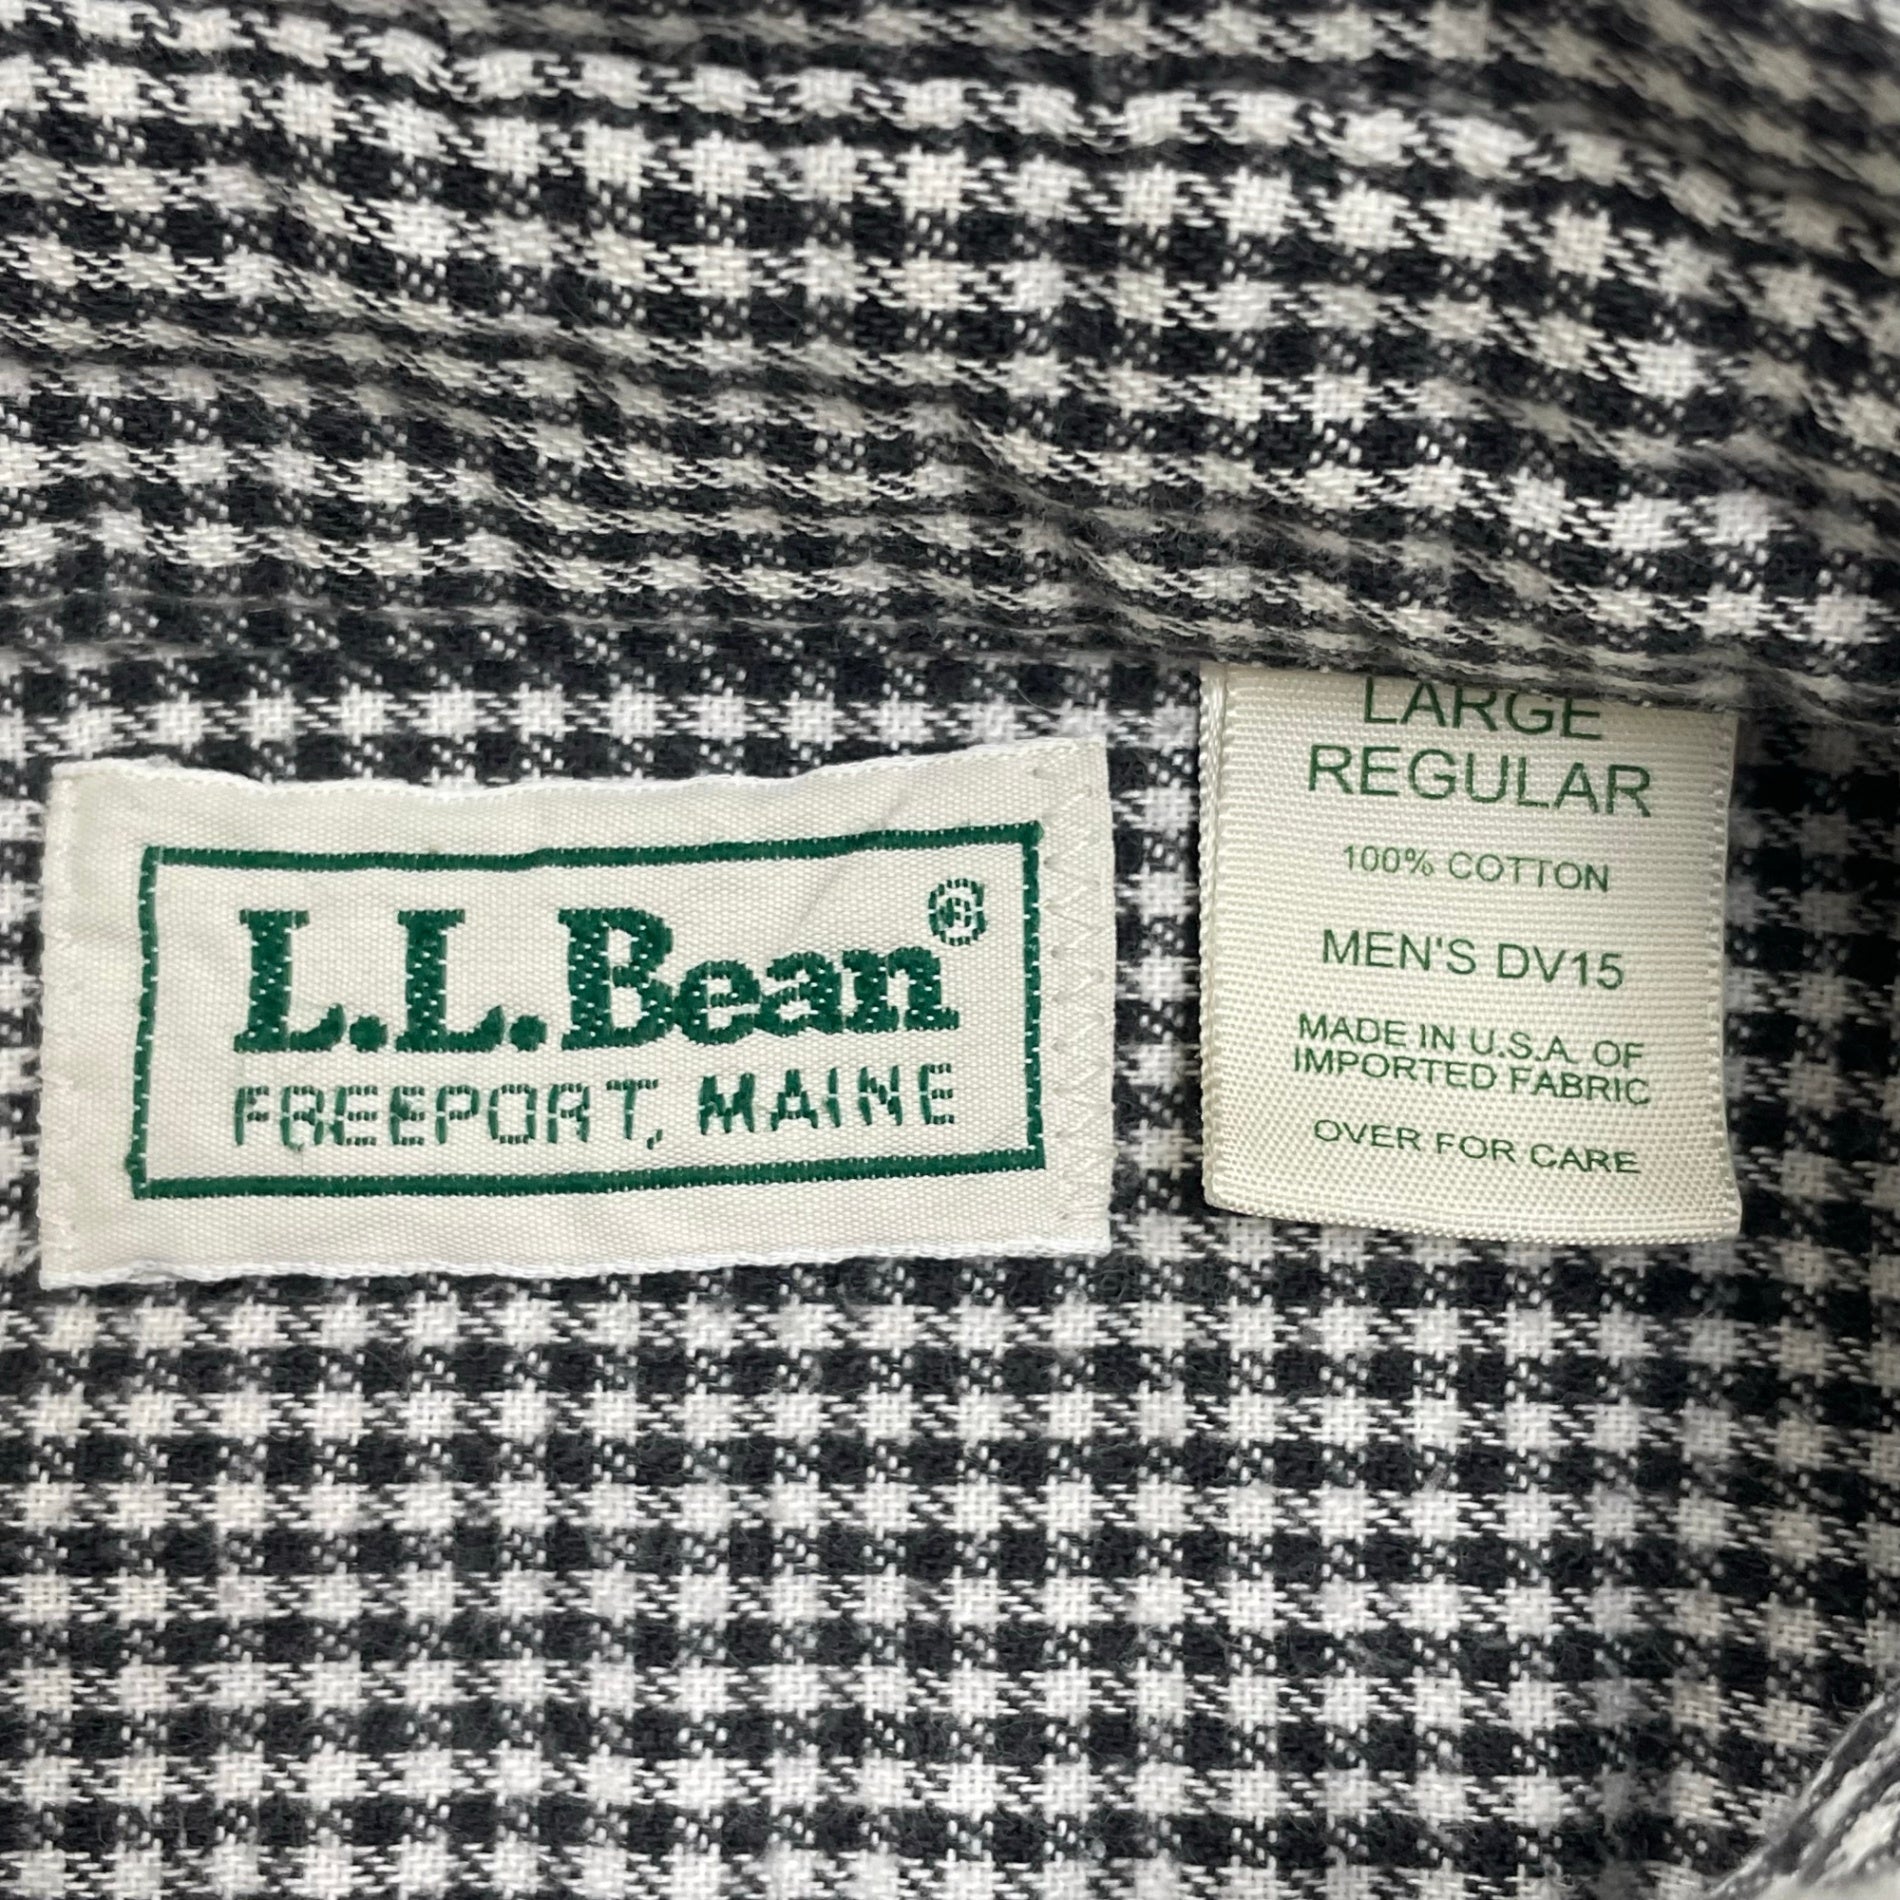 L.L.Bean®
FREEPORT, MAINE
LARGE
REGULAR
100% COTTON
MEN'S DV15
MADE IN U.S.A. OF
IMPORTED FABRIC
OVER FOR CARE